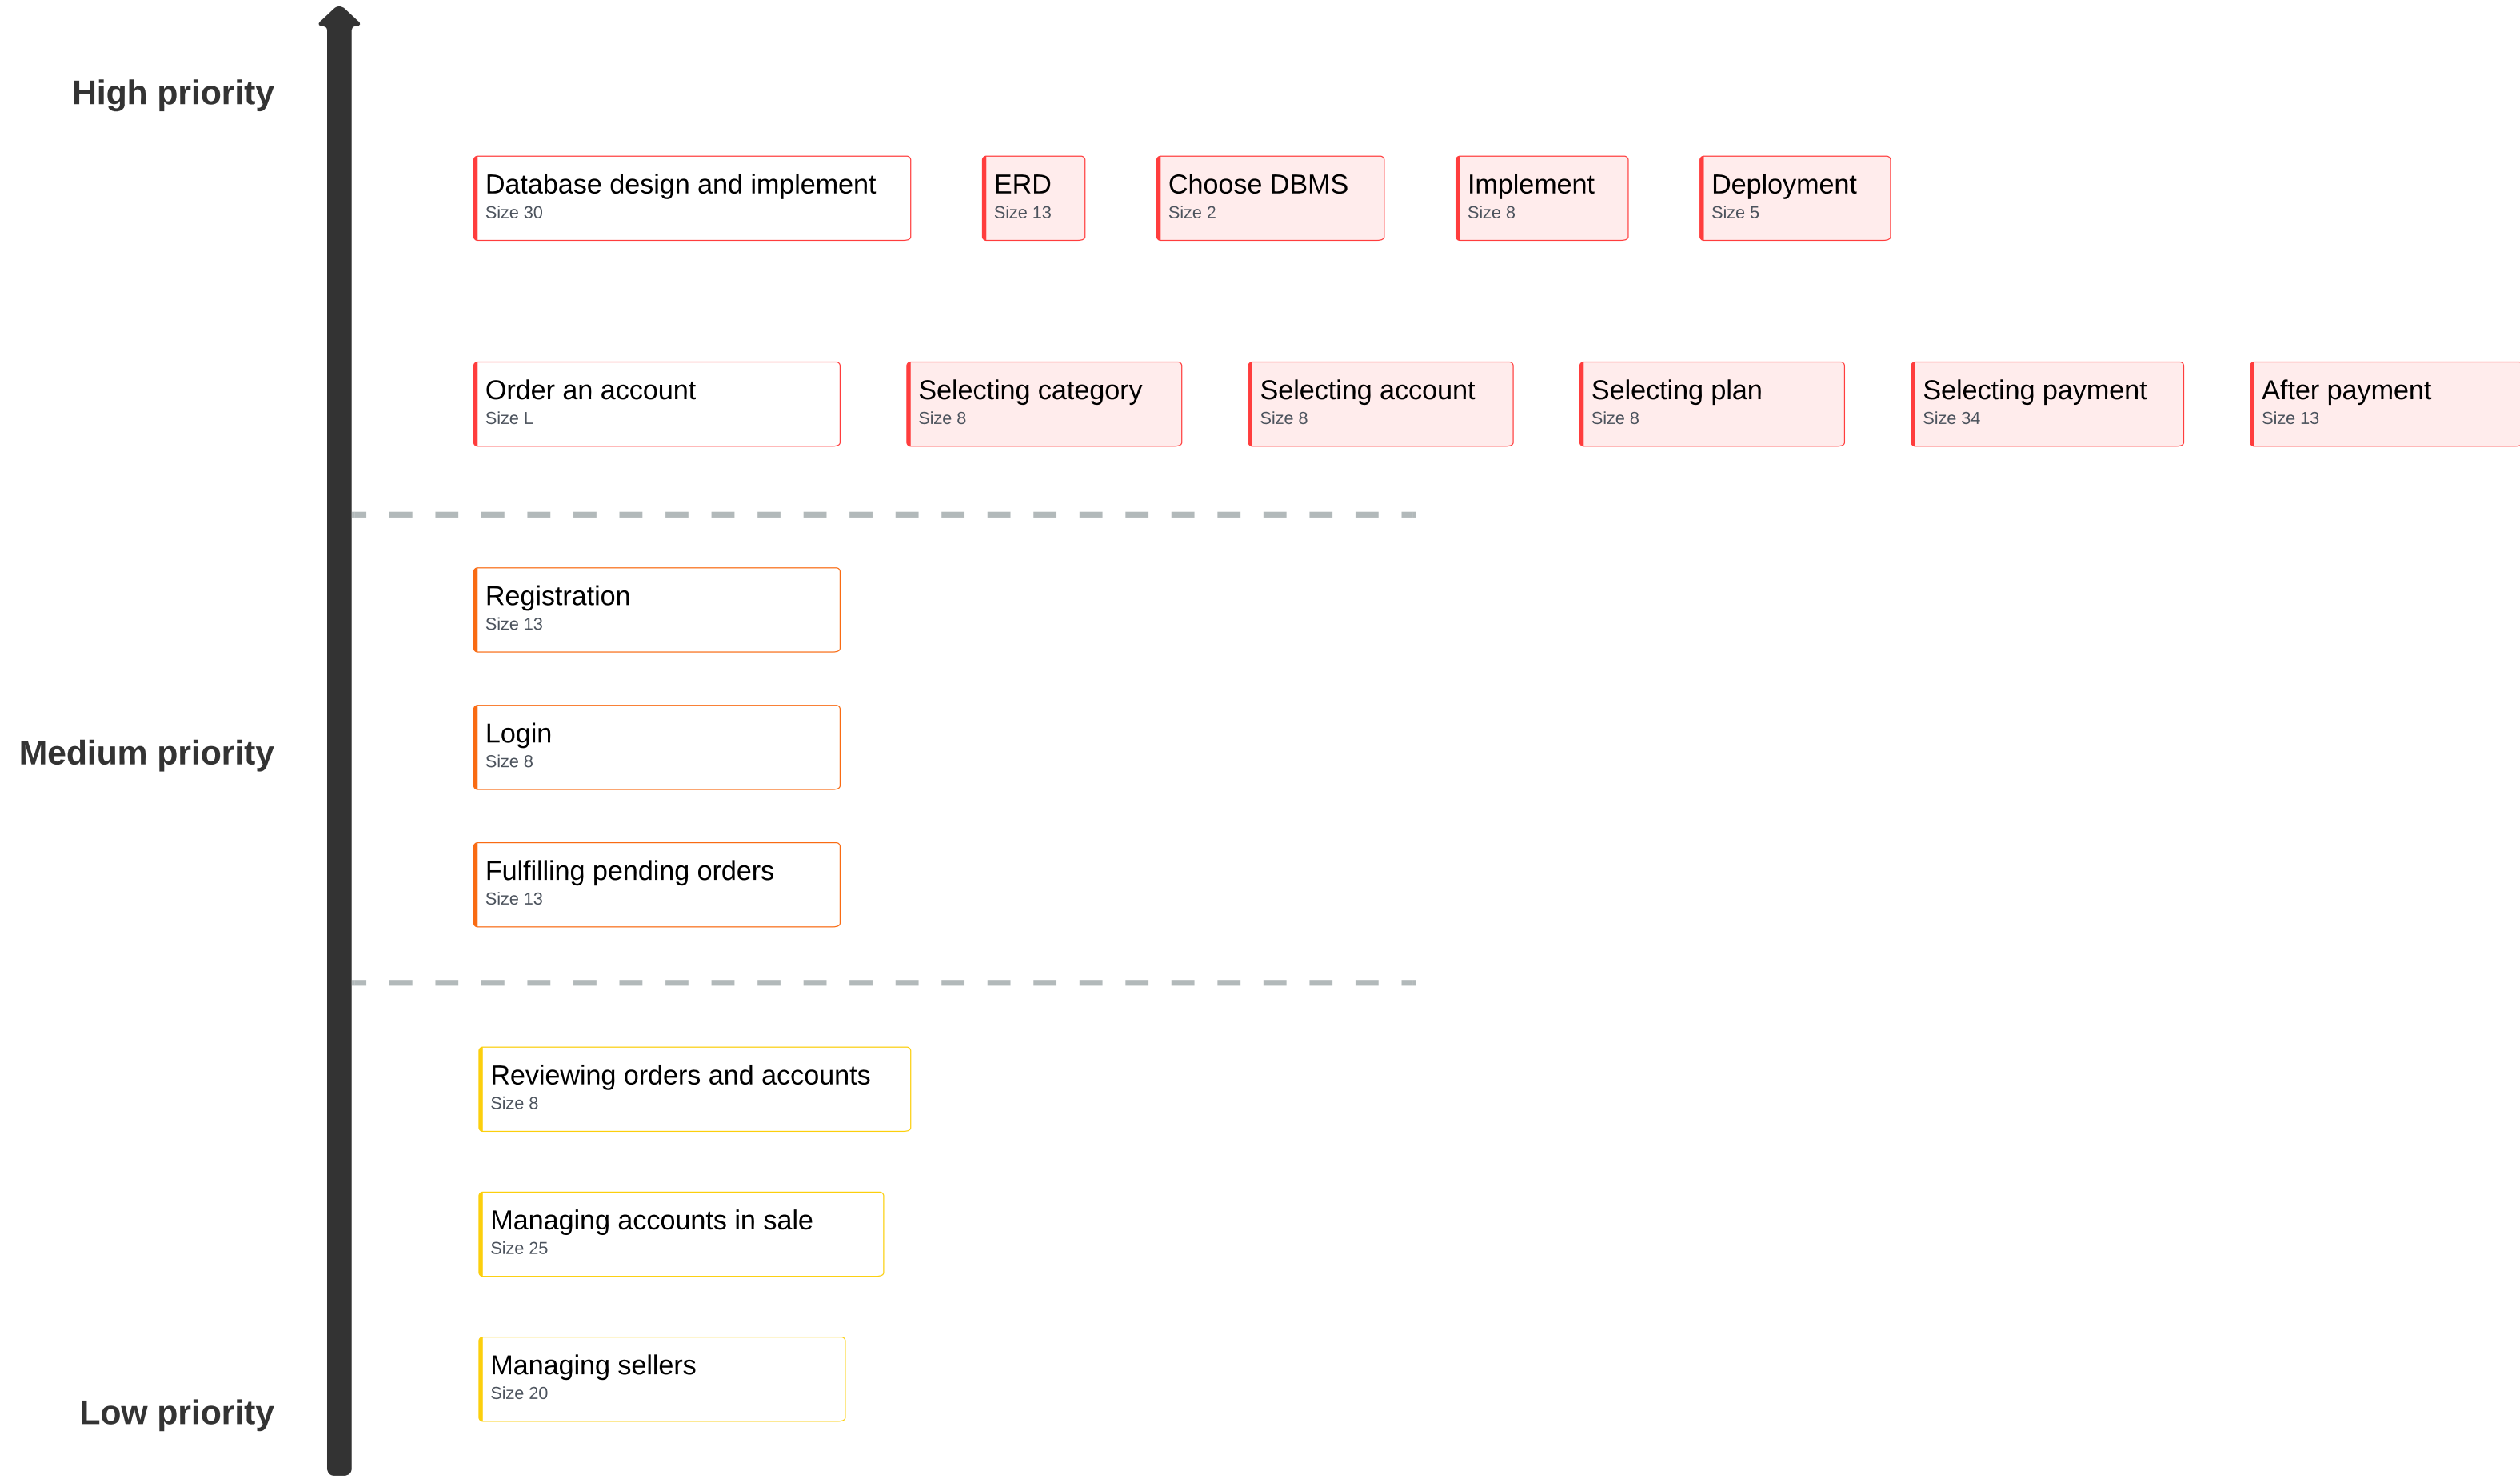 High priority
Database design and implement
Size 30
ERD
Size 13
Choose DBMS
Size 2
Implement
Size 8
Deployment
Size 5
Order an account
Size L
Selecting category
Size 8
Selecting account
Size 8
Selecting plan
Size 8
Selecting payment
Size 34
After payment
Size 13
Registration
Size 13
Medium priority
Login
Size 8
Fulfilling pending orders
Size 13
Reviewing orders and accounts
Size 8
Managing accounts in sale
Size 25
Managing sellers
Size 20
Low priority